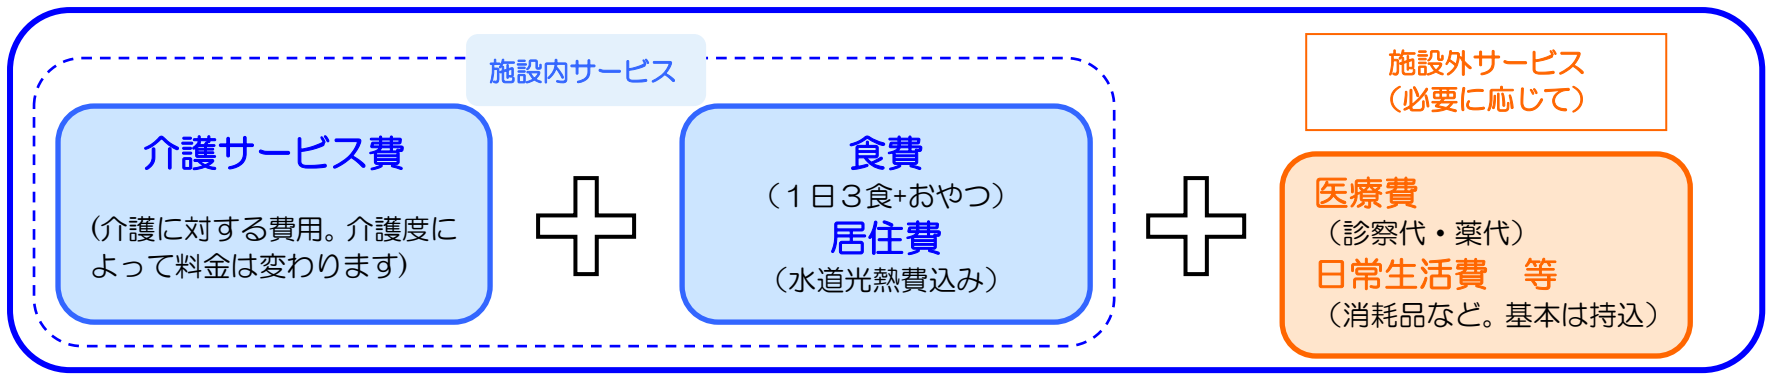 施設内サービス
介護サービス費
(介護に対する費用。介護度に
よって料金は変わります)
食費
（１日３食+おやつ）
居住費
（水道光熱費込み）
施設外サービス
（必要に応じて）
医療費
（診察代・薬代）
日常生活費　等
（消耗品など。基本は持込）